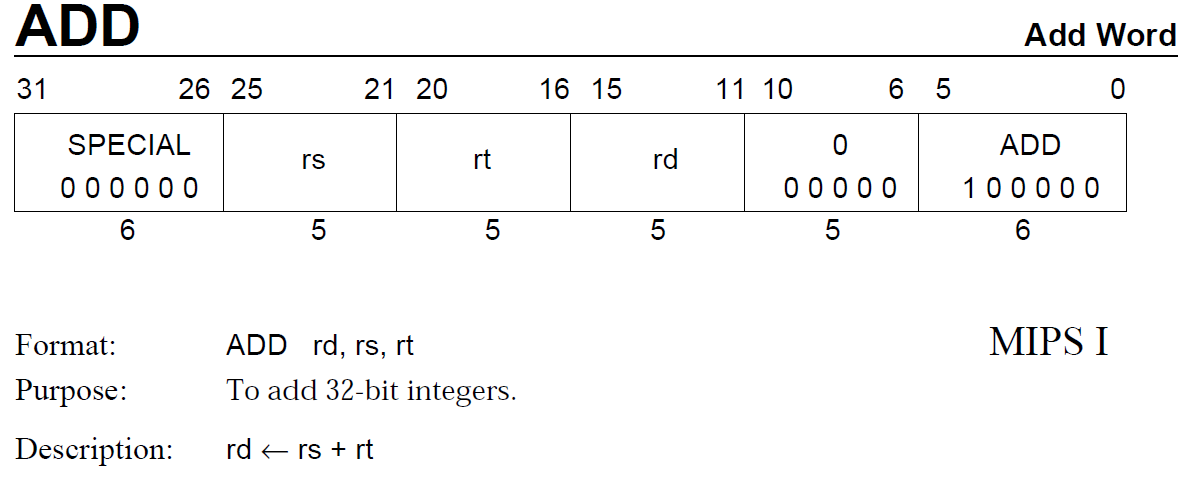 ADD Add Word
31 26 25 21 20 16 15 11 10 6 5 0
SPECIAL rs rt rd 0 ADD
0 0 0 0 0 0 0 0 0 0 0 1 0 0 0 0 0
6 5 5 5 5 6
Format: ADD rd, rs, rt MIPS I
Purpose: To add 32-bit integers.
Description: rd ← rs + rt